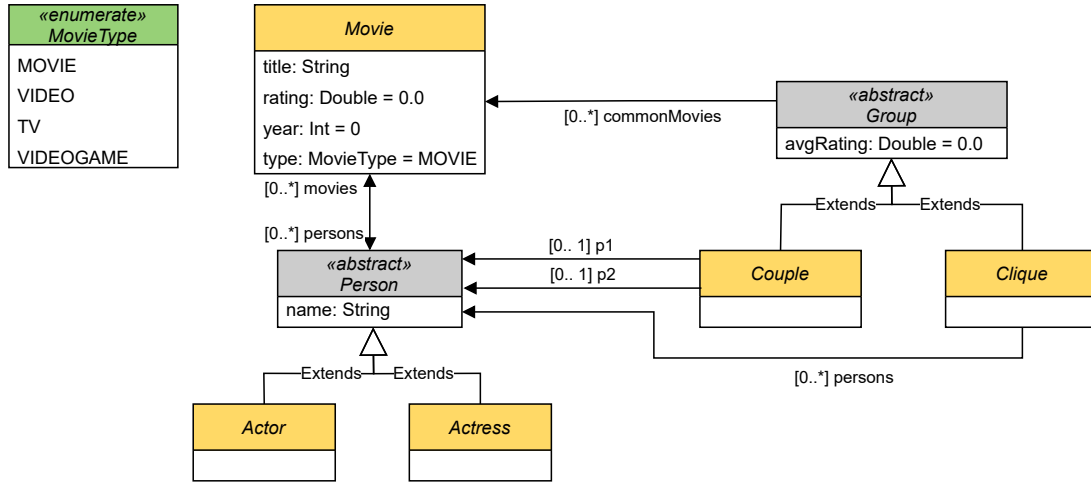 «enumerate»
MovieType
MOVIE
VIDEO
TV
VIDEOGAME
Movie
title: String
rating: Double = 0.0
year: Int = 0
type: MovieType = MOVIE
[0..*] commonMovies
«abstract»
Group
avgRating: Double = 0.0
[0..*] movies
[0..*] persons
Extends
Extends
«abstract»
Person
name: String
[0.. 1] p1
[0.. 1] p2
Couple
Clique
[0..*] persons
Extends
Extends
Actor
Actress